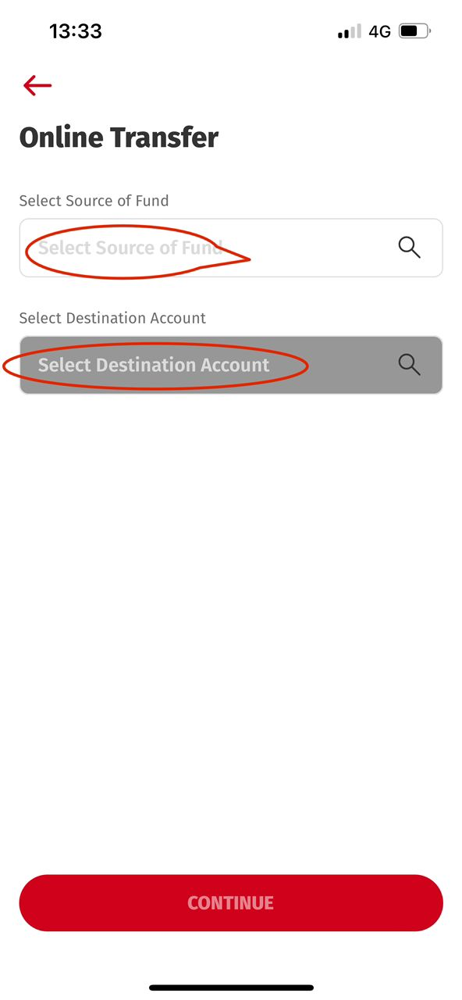 13:33
4G
Online Transfer
Select Source of Fund
Select Source of Fund
Select Destination Account
Select Destination Account
CONTINUE